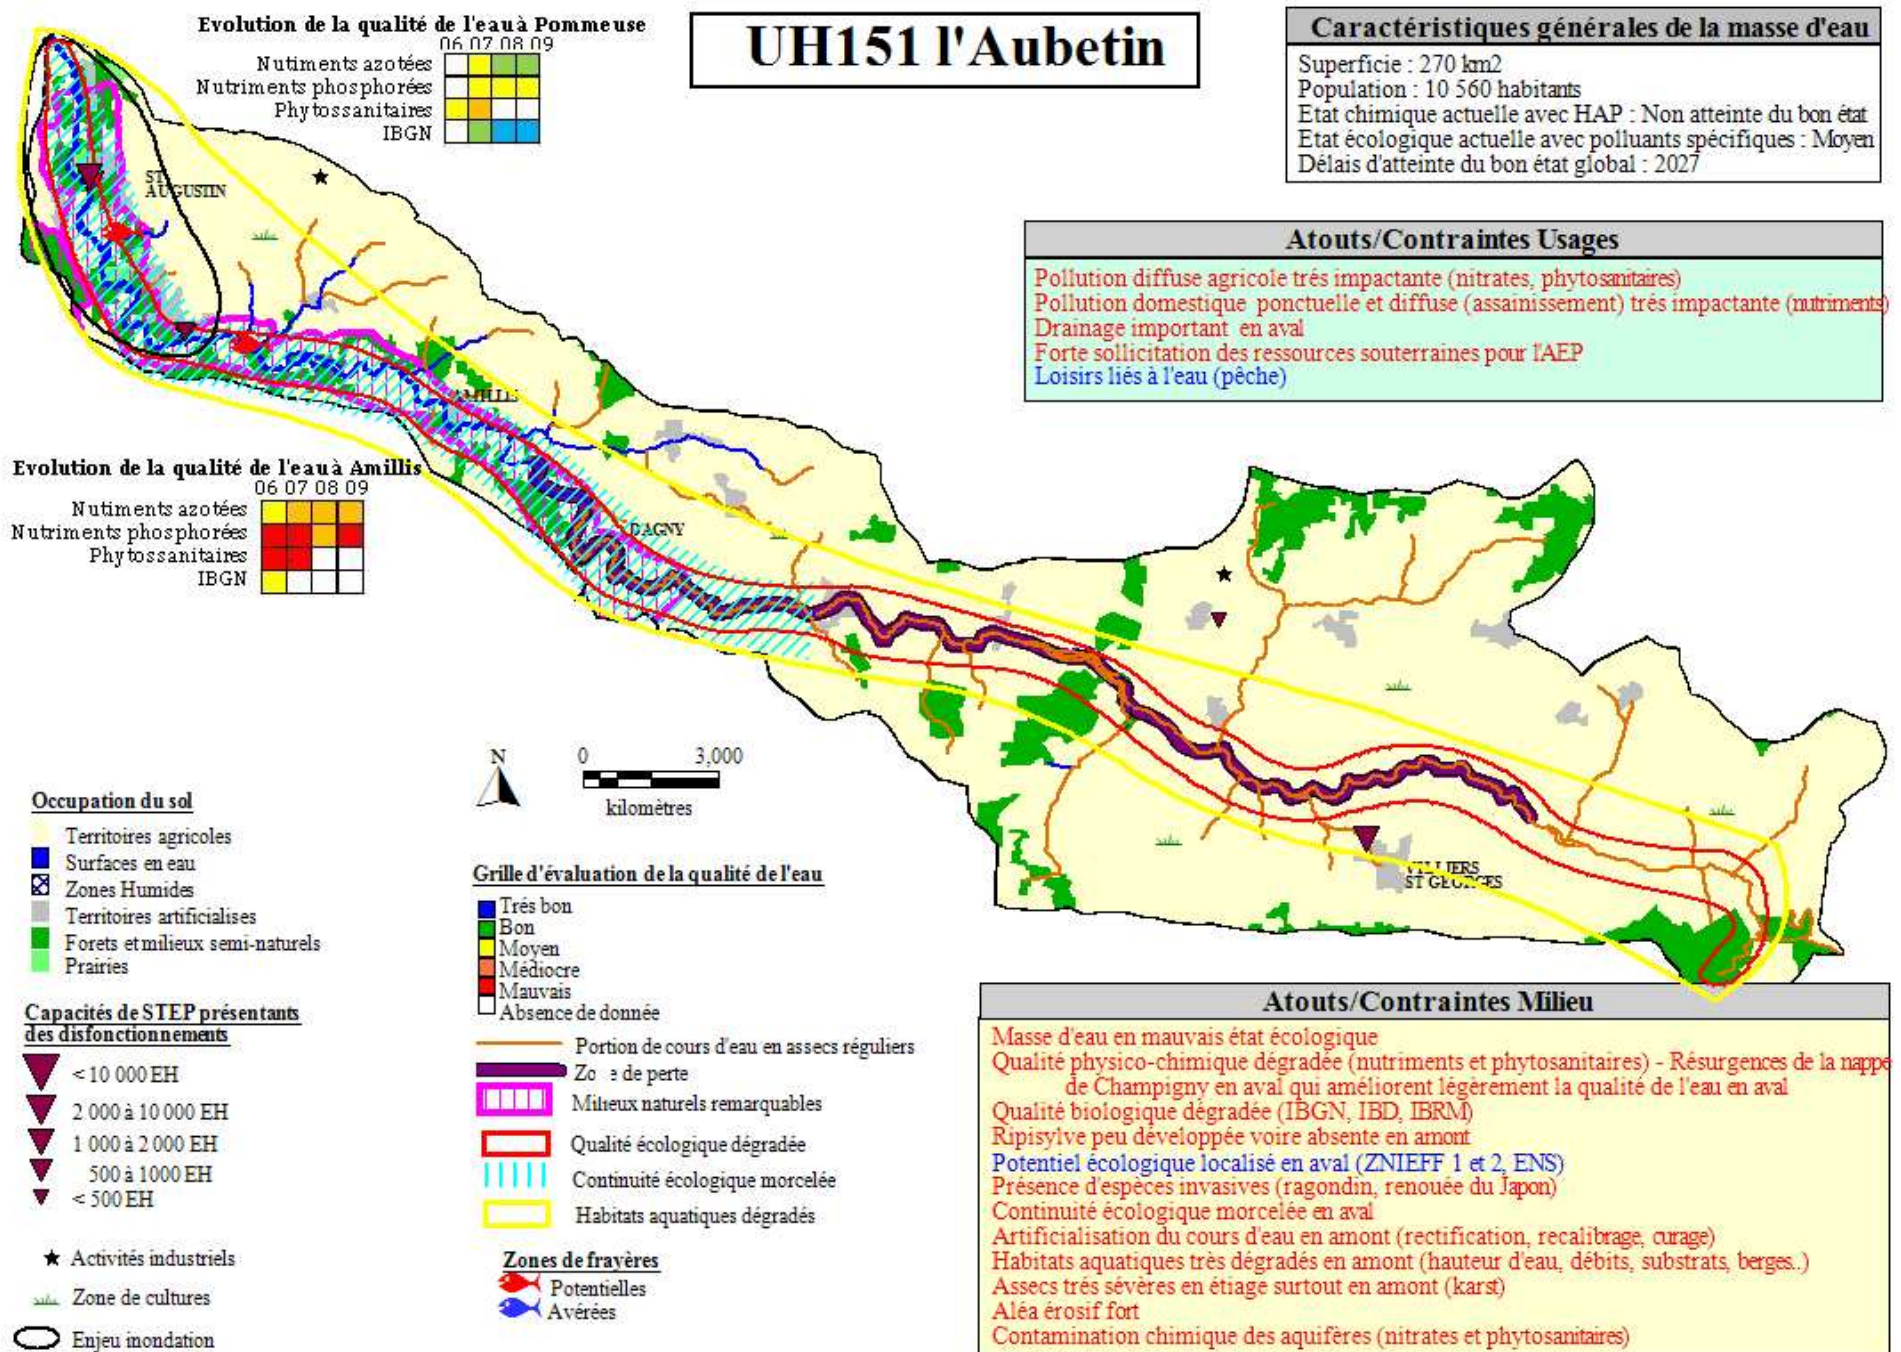 Evolution de la qualité de l'eau à Pommeuse
06 07 08 09
Nutiments azotées
Nutriments phosphorées
Phytossanitaires
IBGN
UH151 l'Aubetin
Caractéristiques générales de la masse d'eau
Superficie : 270 km2
Population : 10 560 habitants
Etat chimique actuelle avec HAP : Non atteinte du bon état
Etat écologique actuelle avec polluants spécifiques : Moyen
Délais d'atteinte du bon état global : 2027
Atouts/Contraintes Usages
Pollution diffuse agricole trés impactante (nitrates, phytosanitaires)
Pollution domestique ponctuelle et diffuse (assainissement) trés impactante (nutriments)
Drainage important en aval
Forte sollicitation des ressources souterraines pour l'AEP
Loisirs liés à l'eau (pêche)
ST
AUGUSTIN
AMILLIS
DAGNY
VILLIERS
ST GEORGES
Evolution de la qualité de l'eau à Amillis
06 07 08 09
Nutiments azotées
Nutriments phosphorées
Phytossanitaires
IBGN
N
0 3,000
kilomètres
Occupation du sol
Territoires agricoles
Surfaces en eau
Zones Humides
Territoires artificialises
Forets et milieux semi-naturels
Prairies
Capacités de STEP présentants
des disfonctionnements
< 10 000 EH
2 000 à 10 000 EH
1 000 à 2 000 EH
500 à 1000 EH
< 500 EH
Activités industriels
Zone de cultures
Enjeu inondation
Grille d'évaluation de la qualité de l'eau
Trés bon
Bon
Moyen
Médiocre
Mauvais
Absence de donnée
Portion de cours d'eau en assecs réguliers
Zo e de perte
Milieux naturels remarquables
Qualité écologique dégradée
Continuité écologique morcelée
Habitats aquatiques dégradés
Zones de frayères
Potentielles
Avérées
Atouts/Contraintes Milieu
Masse d'eau en mauvais état écologique
Qualité physico-chimique dégradée (nutriments et phytosanitaires) - Résurgences de la nappe
de Champigny en aval qui améliorent légèrement la qualité de l'eau en aval
Qualité biologique dégradée (IBGN, IBD, IBRM)
Ripisylve peu développée voire absente en amont
Potentiel écologique localisé en aval (ZNIEFF 1 et 2, ENS)
Présence d'espèces invasives (ragondin, renouée du Japon)
Continuité écologique morcelée en aval
Artificialisation du cours d'eau en amont (rectification, recalibrage, curage)
Habitats aquatiques très dégradés en amont (hauteur d'eau, débits, substrats, berges..)
Assecs trés sévères en étiage surtout en amont (karst)
Aléa érosif fort
Contamination chimique des aquifères (nitrates et phytosanitaires)